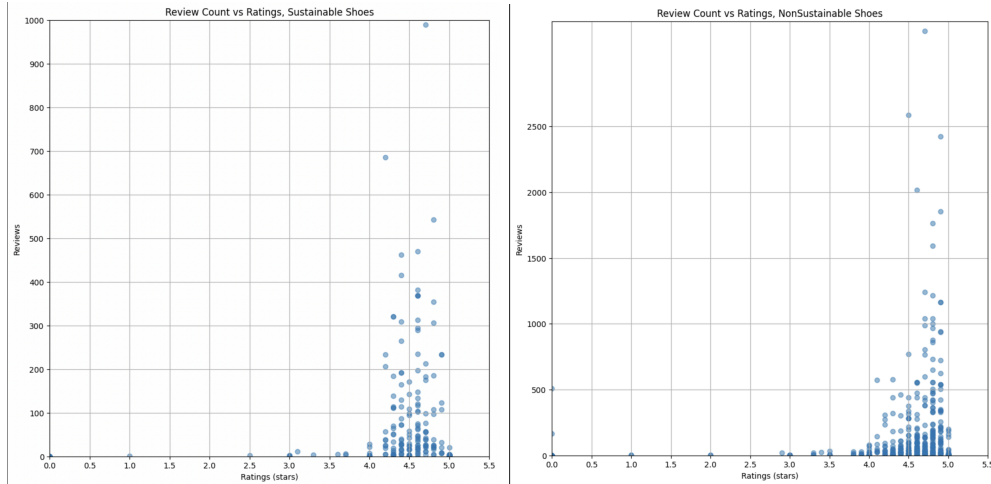 Review Count vs Ratings, Sustainable Shoes
1000
900
800
700
600
500
400
300
200
100
0
Reviews
0.0 0.5 1.0 1.5 2.0 2.5 3.0 3.5 4.0 4.5 5.0 5.5
Ratings (stars)
Review Count vs Ratings, NonSustainable Shoes
2500
2000
1500
1000
500
0
Reviews
0.0 0.5 1.0 1.5 2.0 2.5 3.0 3.5 4.0 4.5 5.0 5.5
Ratings (stars)